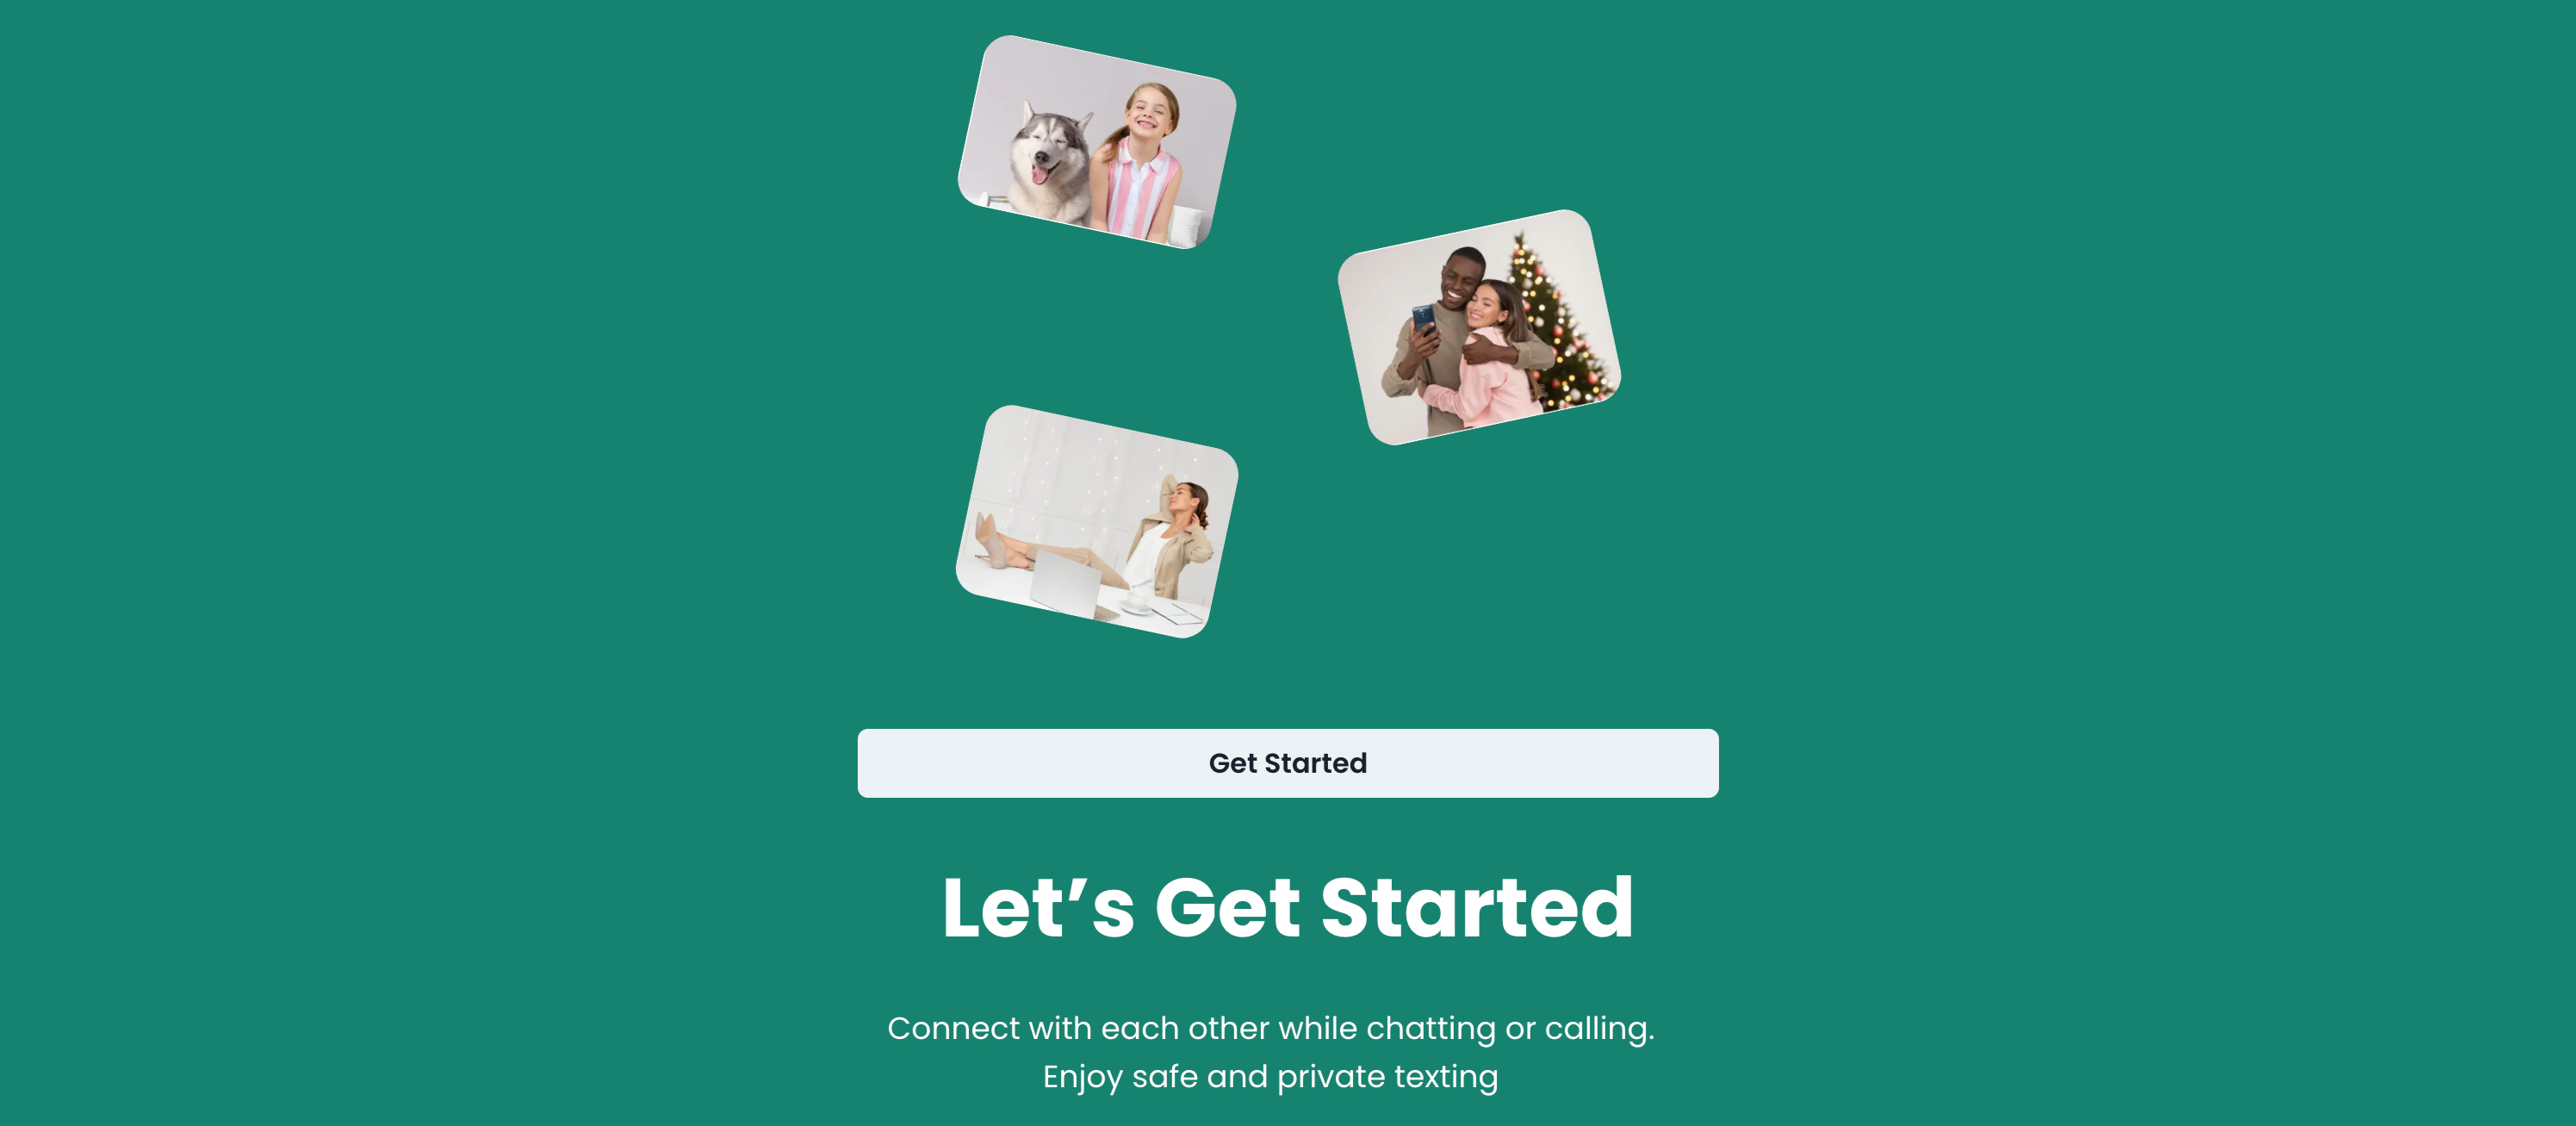 Get Started
Let’s Get Started
Connect with each other while chatting or calling.
Enjoy safe and private texting